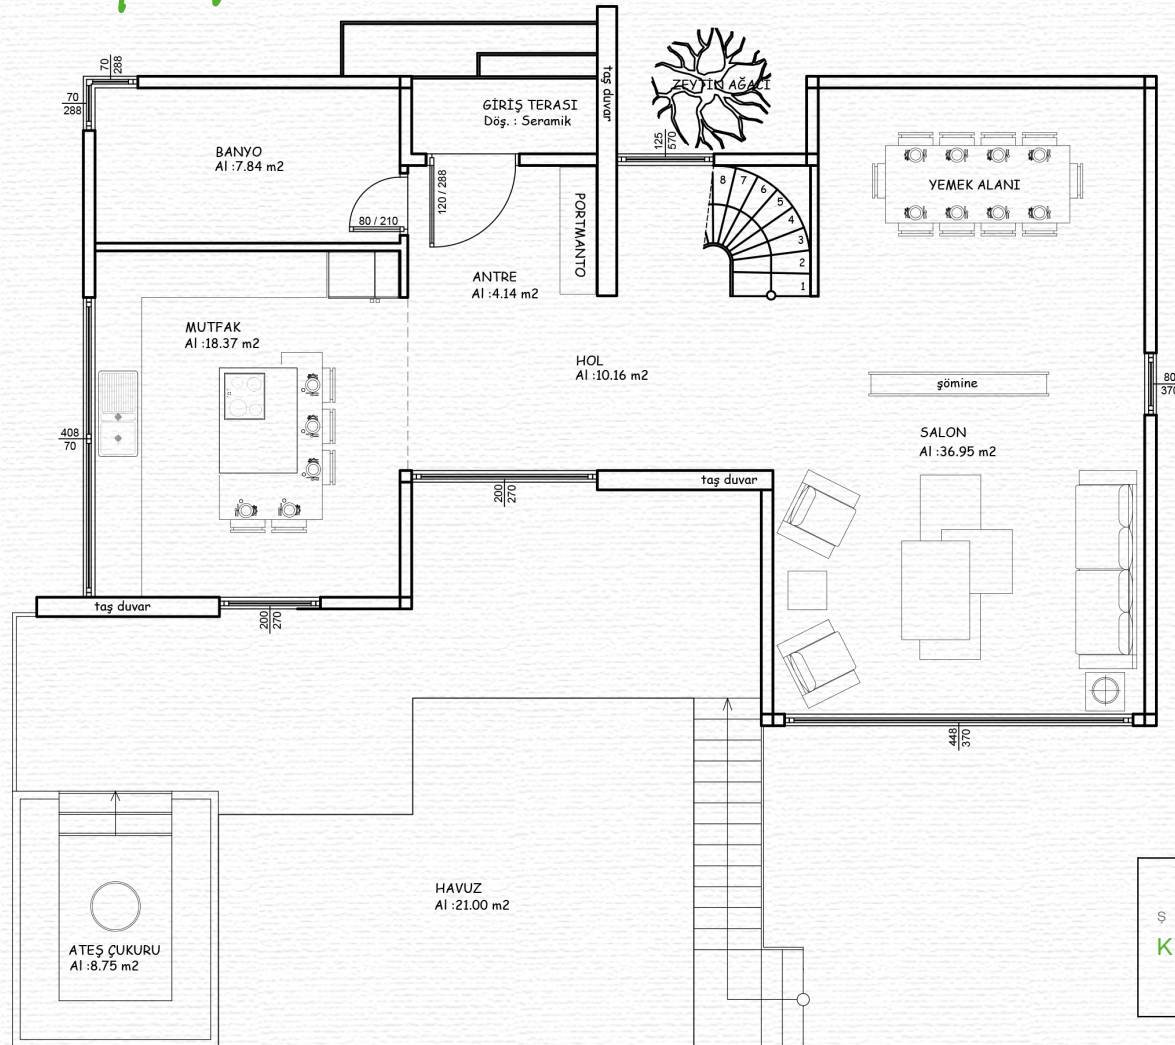 70
288
70
288
GİRİŞ TERASI
Döş. : Seramik
taş duvar
ZEYTİN AĞACI
125
570
BANYO
Al :7.84 m2
80 / 210
120 / 288
PORTMANTO
8
7
6
5
4
3
2
1
YEMEK ALANI
ANTRE
Al :4.14 m2
MUTFAK
Al :18.37 m2
HOL
Al :10.16 m2
şömine
80
370
408
70
SALON
Al :36.95 m2
200
270
taş duvar
taş duvar
200
270
448
370
HAVUZ
Al :21.00 m2
ATEŞ ÇUKURU
Al :8.75 m2
Ş
K